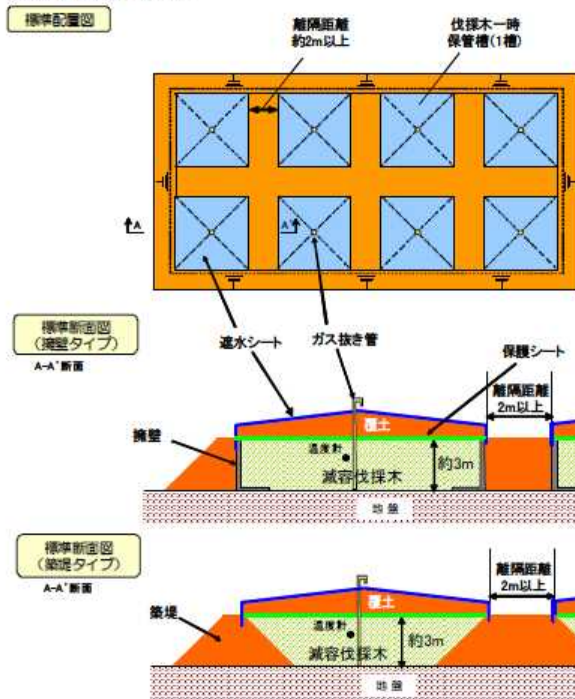 標準配置図
離隔距離
約2m以上
伐採木一時
保管槽(1槽)
A
A'
標準断面図
(擁壁タイプ)
A-A'断面
遮水シート
ガス抜き管
保護シート
離隔距離
2m以上
擁壁
覆土
温度計
約3m
減容伐採木
地盤
標準断面図
(築堤タイプ)
A-A'断面
離隔距離
2m以上
築堤
覆土
温度計
約3m
減容伐採木
地盤